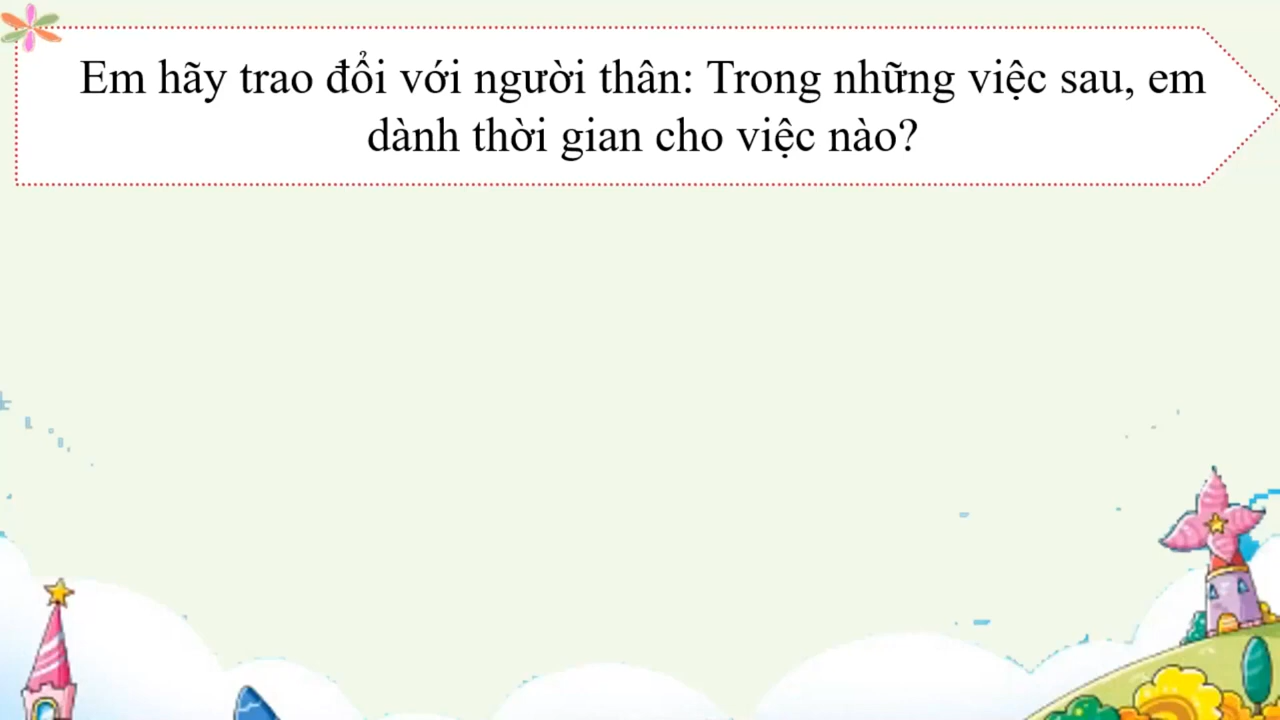 Em hãy trao đổi với người thân: Trong những việc sau, em
dành thời gian cho việc nào?